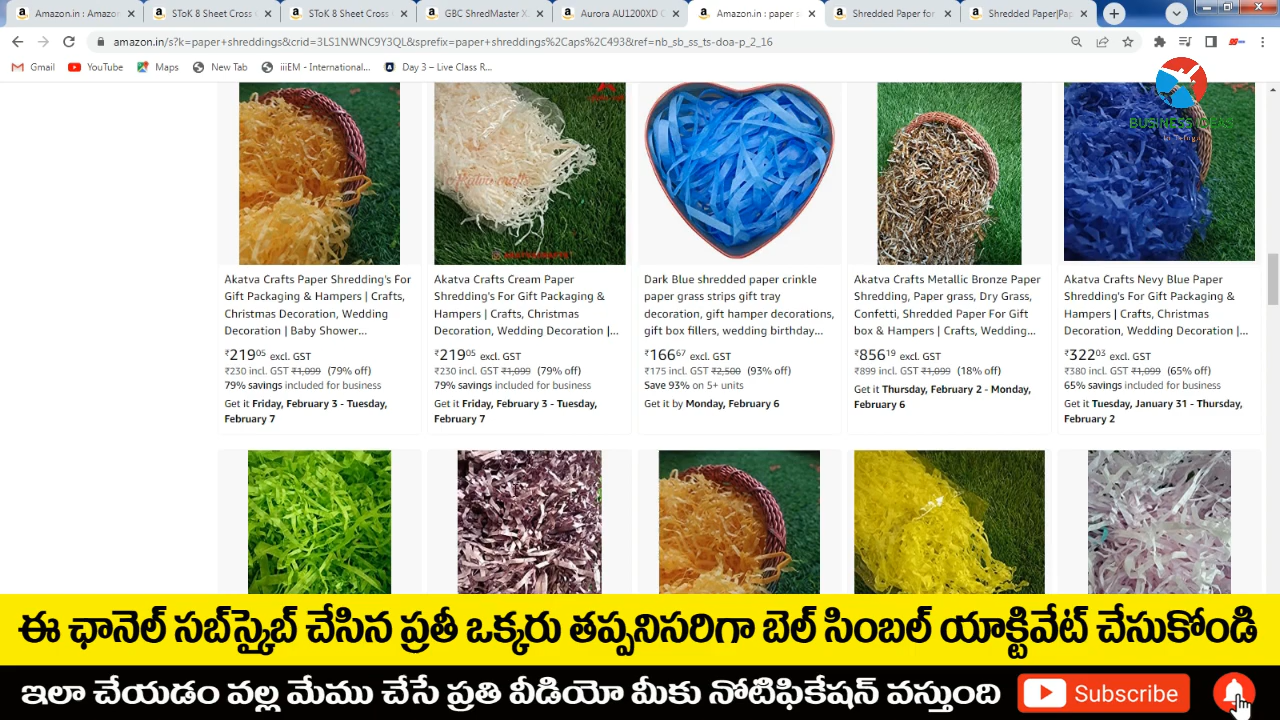 Amazon.in : Amazon
SToK 8 Sheet Cross
SToK 8 Sheet Cross
GBC ShredMaster X
Aurora AU1200XD C
Amazon.in : paper s
Shredded Paper for
Shredded Paper|Pap
amazon.in/s?k=paper+shreddings&crid=3LS1NWNC9Y3QL&sprefix=paper+shreddings%2Caps%2C493&ref=nb_sb_ss_ts-doa-p_2_16
Gmail
YouTube
Maps
New Tab
iiiEM - International...
Day 3 – Live Class R...
BUSINESS IDEAS
Akatva Crafts Paper Shredding's For
Gift Packaging & Hampers | Crafts,
Christmas Decoration, Wedding
Decoration | Baby Shower...
₹219.05 excl. GST
₹230 incl. GST ₹1,099 (79% off)
79% savings included for business
Get it Friday, February 3 - Tuesday,
February 7
Akatva Crafts Cream Paper
Shredding's For Gift Packaging &
Hampers | Crafts, Christmas
Decoration, Wedding Decoration |...
₹219.05 excl. GST
₹230 incl. GST ₹1,099 (79% off)
79% savings included for business
Get it Friday, February 3 - Tuesday,
February 7
Dark Blue shredded paper crinkle
paper grass strips gift tray
decoration, gift hamper decorations,
gift box fillers, wedding birthday...
₹166.67 excl. GST
₹175 incl. GST ₹2,500 (93% off)
Save 93% on 5+ units
Get it by Monday, February 6
Akatva Crafts Metallic Bronze Paper
Shredding, Paper grass, Dry Grass,
Confetti, Shredded Paper For Gift
box & Hampers | Crafts, Wedding...
₹856.19 excl. GST
₹899 incl. GST ₹1,099 (18% off)
Get it Thursday, February 2 - Monday,
February 6
Akatva Crafts Nevy Blue Paper
Shredding's For Gift Packaging &
Hampers | Crafts, Christmas
Decoration, Wedding Decoration |...
₹322.03 excl. GST
₹380 incl. GST ₹1,099 (65% off)
65% savings included for business
Get it Tuesday, January 31 - Thursday,
February 2
ఈ ఛానెల్ సబ్‌స్క్రైబ్ చేసిన ప్రతీ ఒక్కరు తప్పనిసరిగా బెల్ సింబల్ యాక్టివేట్ చేసుకోండి
ఇలా చేయడం వల్ల మేము చేసే ప్రతి వీడియో మీకు నోటిఫికేషన్ వస్తుంది
Subscribe